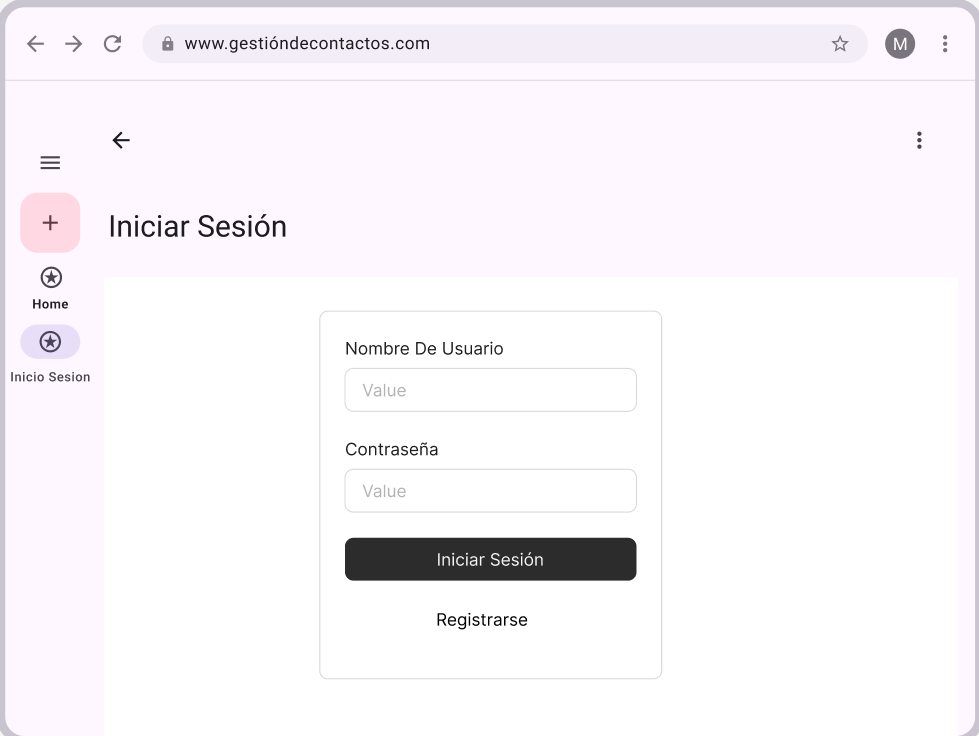 www.gestióndecontactos.com
M
Iniciar Sesión
Home
Inicio Sesion
Nombre De Usuario
Value
Contraseña
Value
Iniciar Sesión
Registrarse